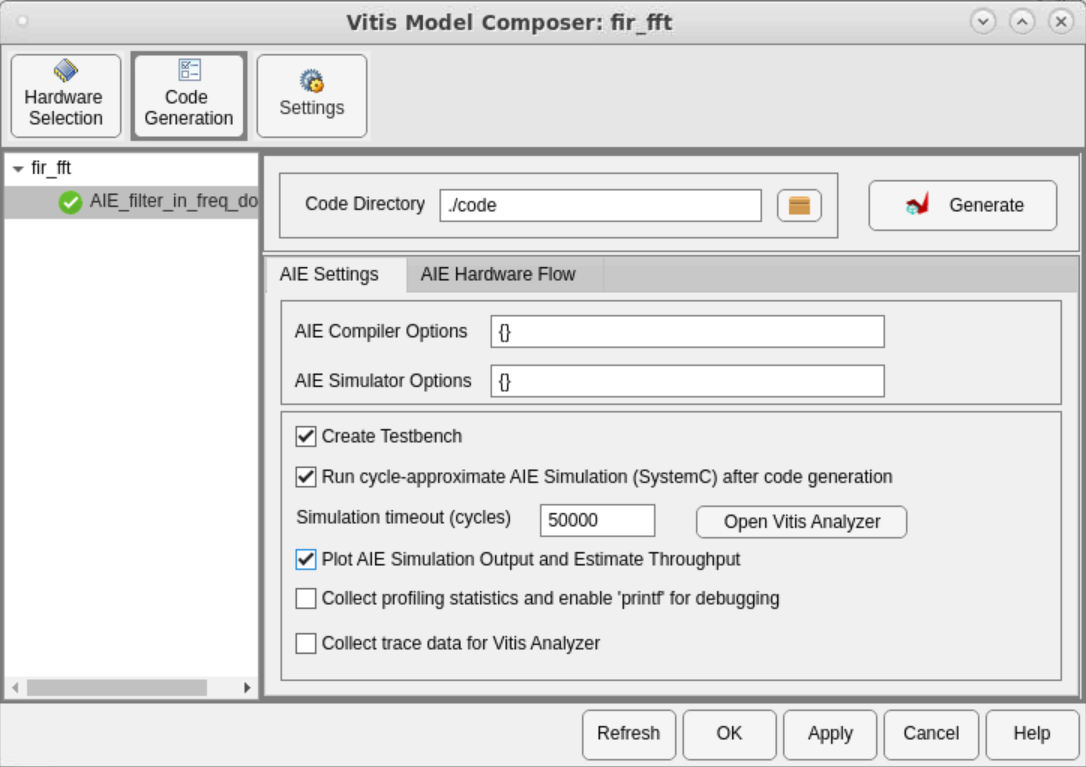 Vitis Model Composer: fir_fft
Hardware
Selection
Code
Generation
Settings
fir_fft
AIE_filter_in_freq_do
Code Directory
./code
Generate
AIE Settings
AIE Hardware Flow
AIE Compiler Options
{}
AIE Simulator Options
{}
Create Testbench
Run cycle-approximate AIE Simulation (SystemC) after code generation
Simulation timeout (cycles)
50000
Open Vitis Analyzer
Plot AIE Simulation Output and Estimate Throughput
Collect profiling statistics and enable 'printf' for debugging
Collect trace data for Vitis Analyzer
Refresh
OK
Apply
Cancel
Help